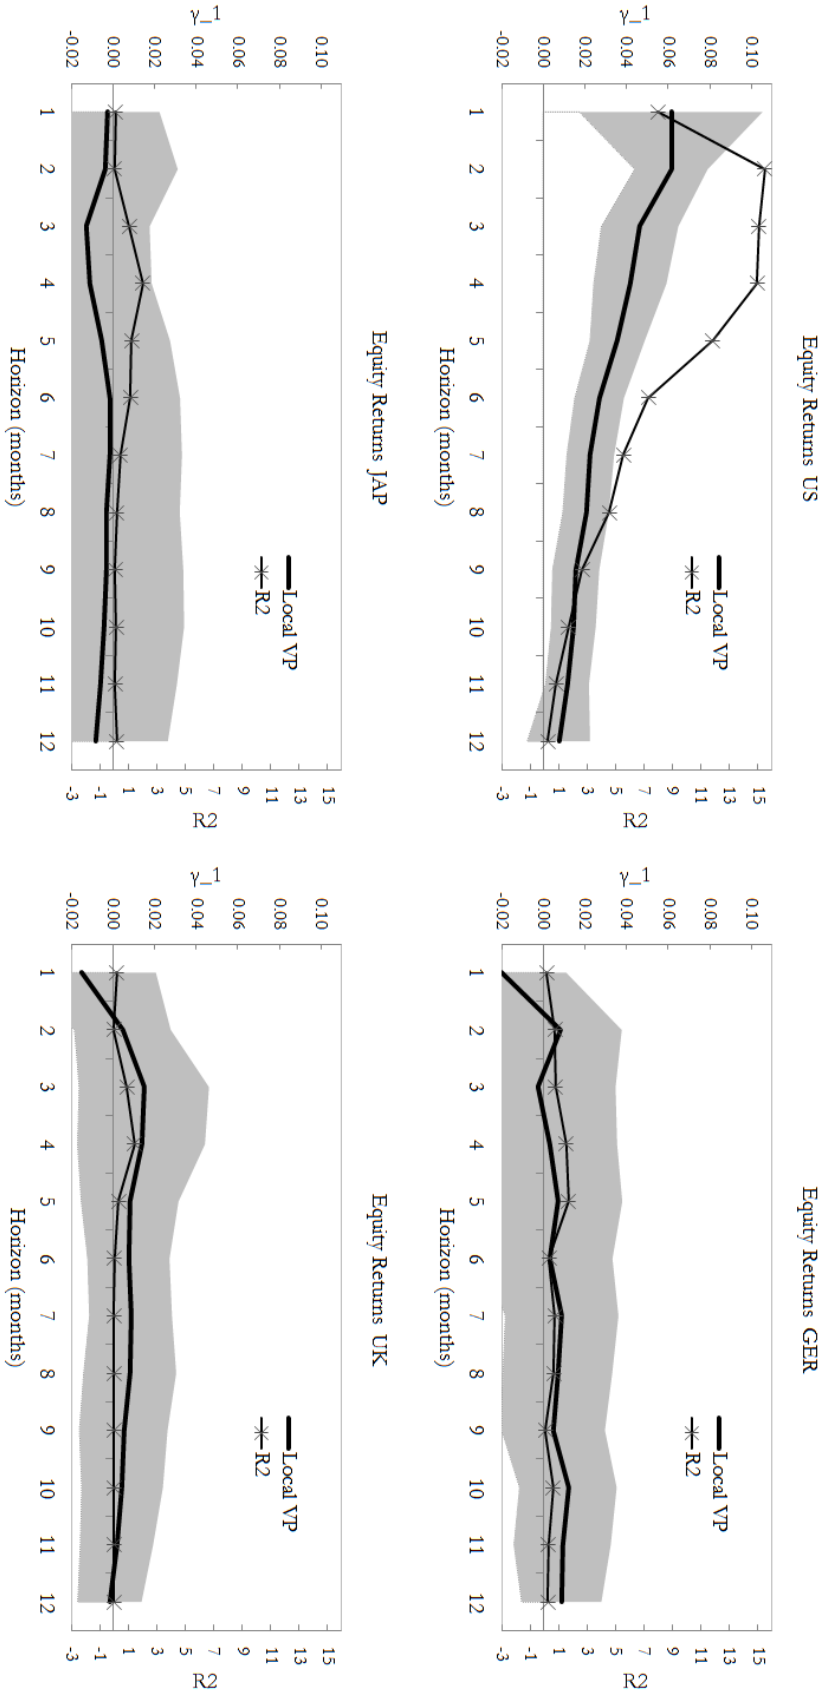 Equity Returns US
γ_1
0.10
0.08
0.06
0.04
0.02
0.00
-0.02
Local VP
R2
15
13
11
9
7
5
3
1
-1
-3
R2
1 2 3 4 5 6 7 8 9 10 11 12
Horizon (months)
Equity Returns GER
γ_1
0.10
0.08
0.06
0.04
0.02
0.00
-0.02
Local VP
R2
15
13
11
9
7
5
3
1
-1
-3
R2
1 2 3 4 5 6 7 8 9 10 11 12
Horizon (months)
Equity Returns JAP
γ_1
0.10
0.08
0.06
0.04
0.02
0.00
-0.02
Local VP
R2
15
13
11
9
7
5
3
1
-1
-3
R2
1 2 3 4 5 6 7 8 9 10 11 12
Horizon (months)
Equity Returns UK
γ_1
0.10
0.08
0.06
0.04
0.02
0.00
-0.02
Local VP
R2
15
13
11
9
7
5
3
1
-1
-3
R2
1 2 3 4 5 6 7 8 9 10 11 12
Horizon (months)